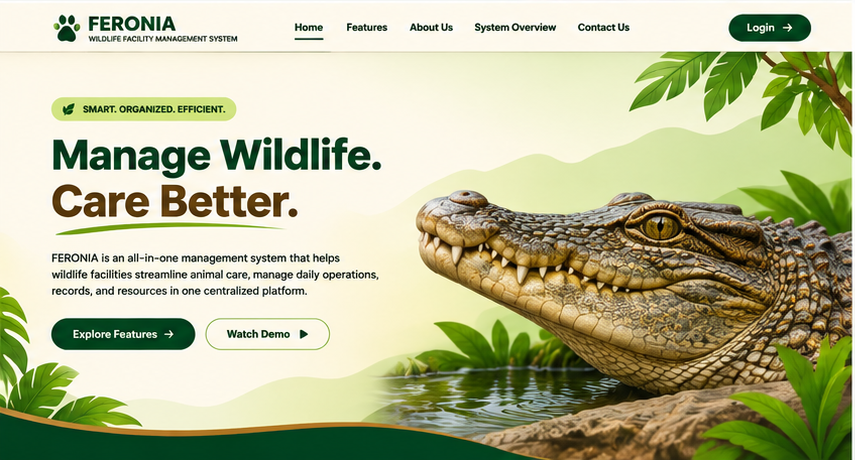 FERONIA
WILDLIFE FACILITY MANAGEMENT SYSTEM
Home
Features
About Us
System Overview
Contact Us
Login
SMART. ORGANIZED. EFFICIENT.
Manage Wildlife.
Care Better.
FERONIA is an all-in-one management system that helps
wildlife facilities streamline animal care, manage daily operations,
records, and resources in one centralized platform.
Explore Features
Watch Demo